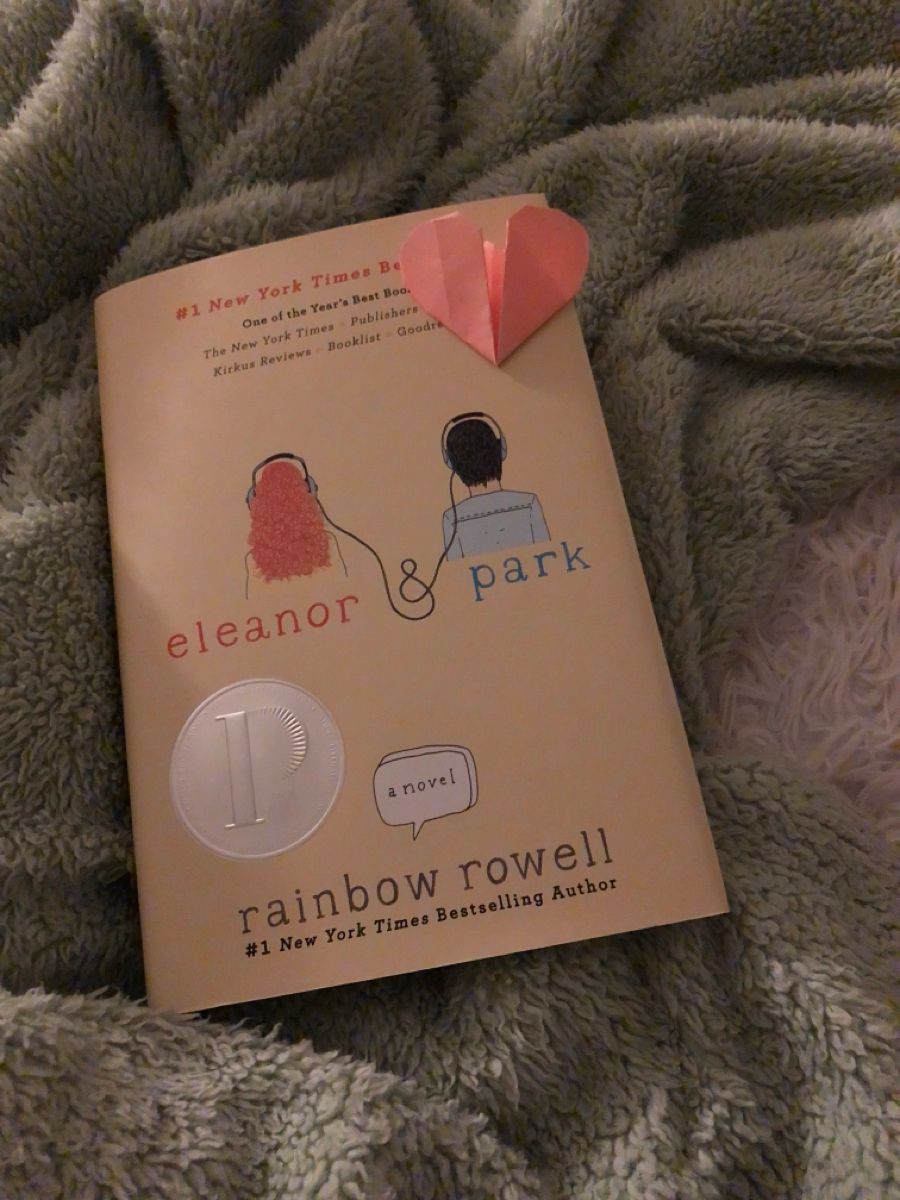 #1 New York Times
One of the Year's Best
The New York Times · Publishers
Kirkus Reviews · Booklist ·
eleanor & park
P
a novel
rainbow rowell
#1 New York Times Bestselling Author